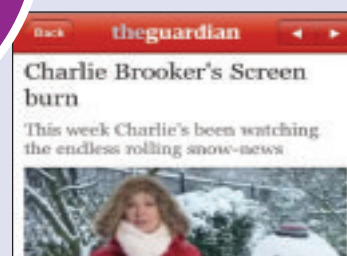 Back theguardian
Charlie Brooker's Screen
burn
This week Charlie's been watching
the endless rolling snow-news